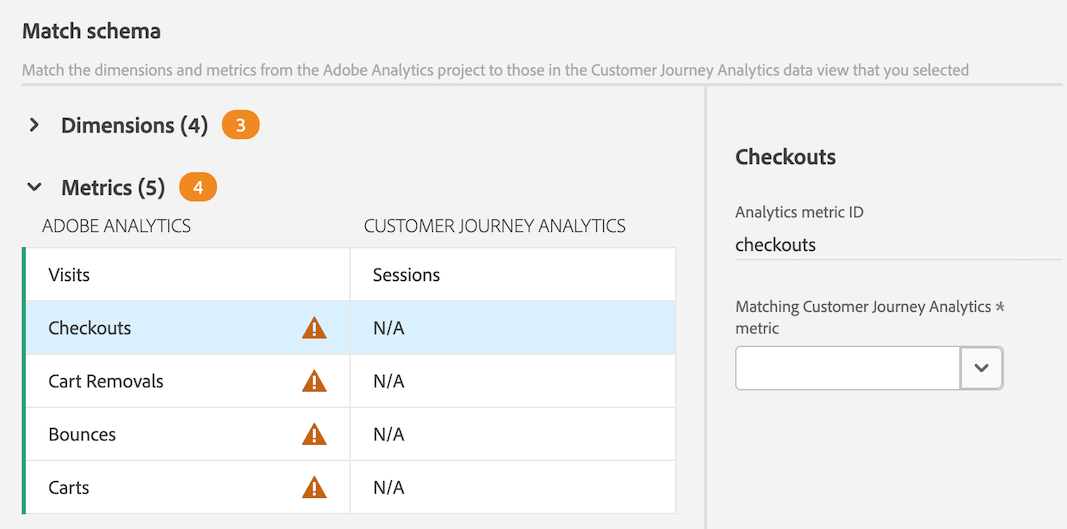 Match schema
Match the dimensions and metrics from the Adobe Analytics project to those in the Customer Journey Analytics data view that you selected
Dimensions (4) 3
Metrics (5) 4
ADOBE ANALYTICS CUSTOMER JOURNEY ANALYTICS
Visits Sessions
Checkouts N/A
Cart Removals N/A
Bounces N/A
Carts N/A
Checkouts
Analytics metric ID
checkouts
Matching Customer Journey Analytics *
metric